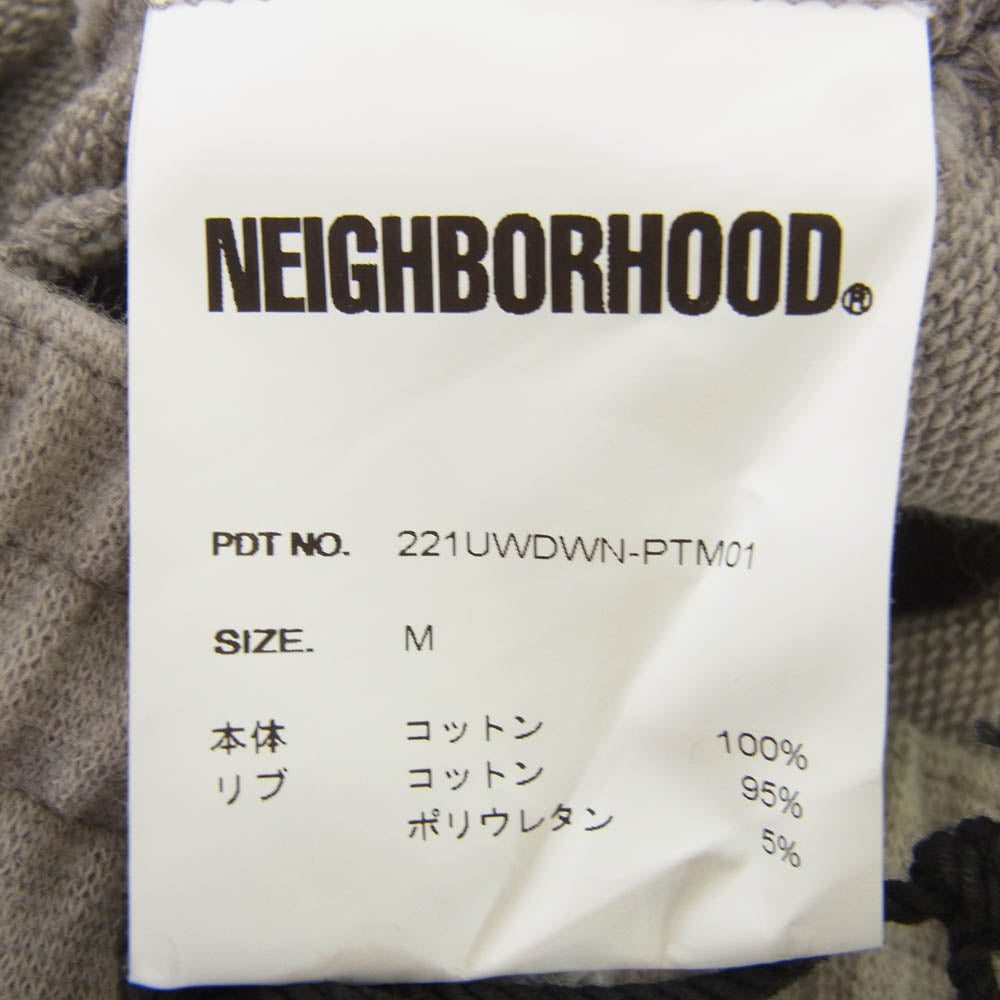 NEIGHBORHOOD®
PDT NO. 221UWDWN-PTM01
SIZE. M
本体 コットン 100%
リブ コットン 95%
ポリウレタン 5%